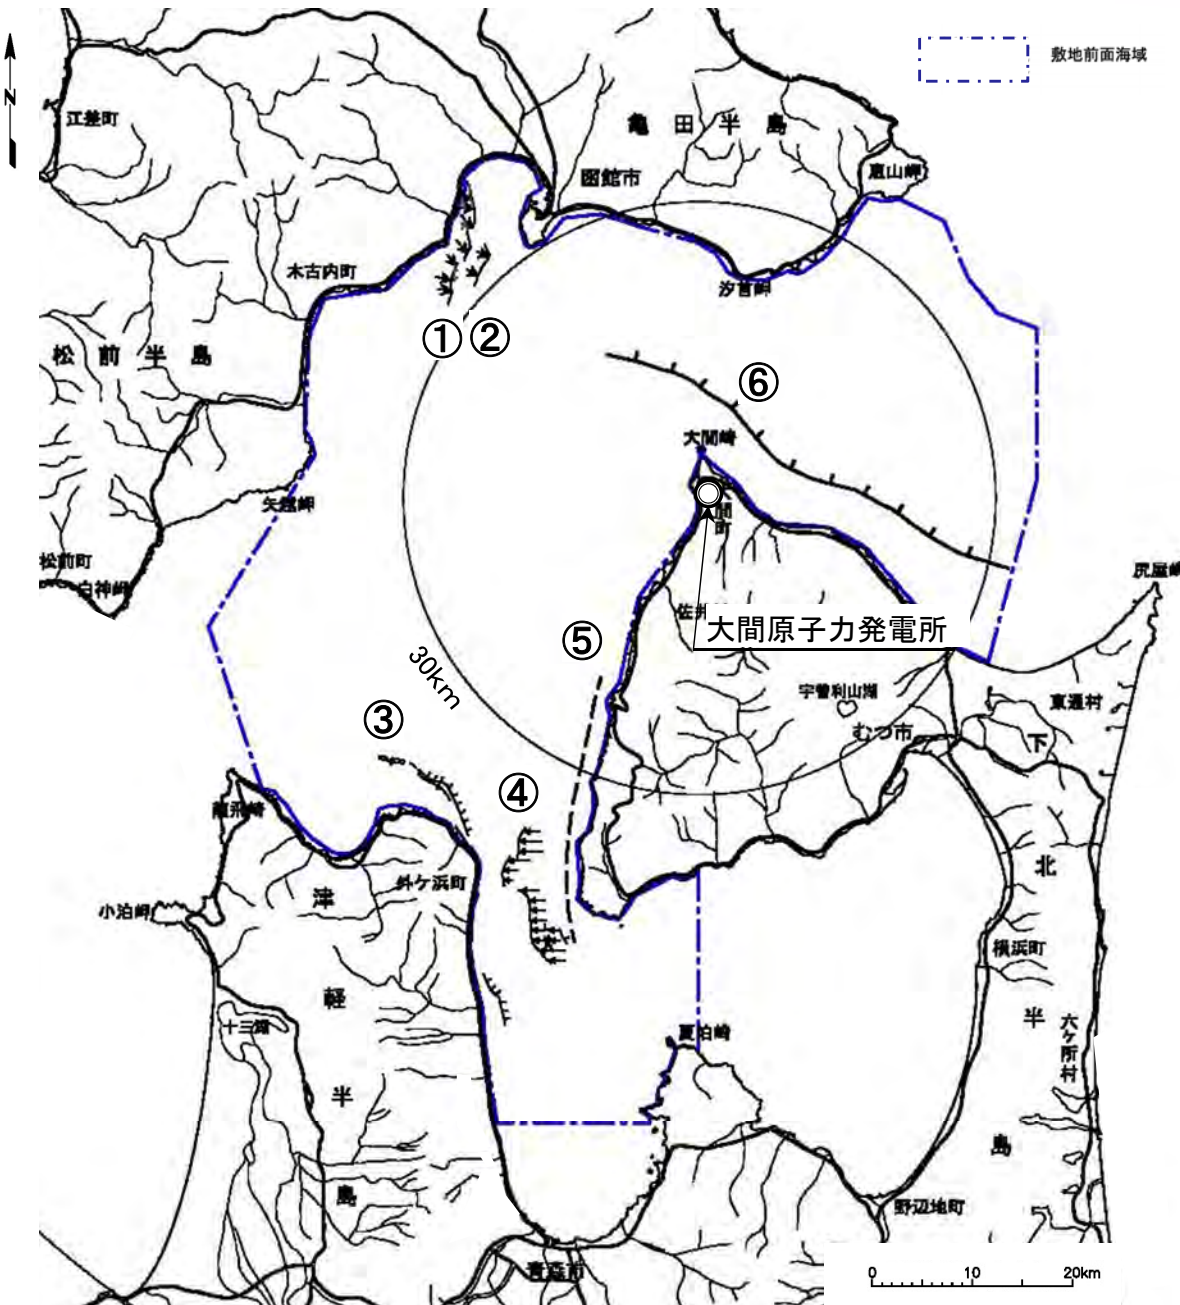 敷地前面海域
N
江差町
亀田半島
函館市
恵山岬
木古内町
汐首岬
① ②
松前半島
⑥
大間崎
矢越岬
大間町
松前町
白神岬
尻屋崎
佐井
大間原子力発電所
⑤
30km
宇曽利山湖
東通村
③
むつ市
下北半島
④
龍飛崎
津軽半島
外ケ浜町
小泊岬
横浜町
十三湖
夏泊崎
六ケ所村
野辺地町
青森市
0 10 20km